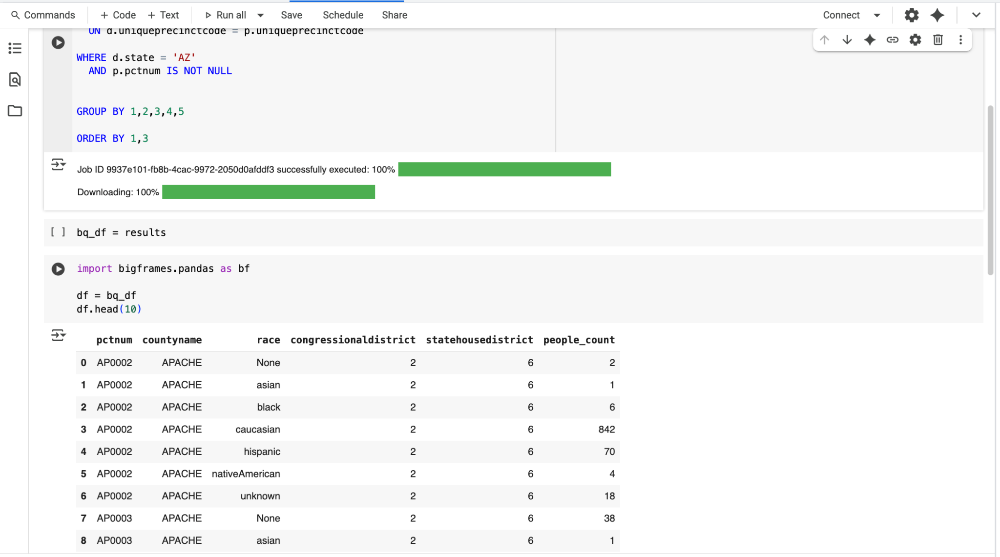 Commands + Code + Text Run all Save Schedule Share Connect
ON d.uniqueprecinctcode = p.uniqueprecinctcode
WHERE d.state = 'AZ'
AND p.pctnum IS NOT NULL
GROUP BY 1,2,3,4,5
ORDER BY 1,3
Job ID 9937e101-fb8b-4cac-9972-2050d0afddf3 successfully executed: 100%
Downloading: 100%
[ ] bq_df = results
import bigframes.pandas as bf
df = bq_df
df.head(10)
pctnum countyname race congressionaldistrict statehousedistrict people_count
0 AP0002 APACHE None 2 6 2
1 AP0002 APACHE asian 2 6 1
2 AP0002 APACHE black 2 6 6
3 AP0002 APACHE caucasian 2 6 842
4 AP0002 APACHE hispanic 2 6 70
5 AP0002 APACHE nativeAmerican 2 6 4
6 AP0002 APACHE unknown 2 6 18
7 AP0003 APACHE None 2 6 38
8 AP0003 APACHE asian 2 6 1